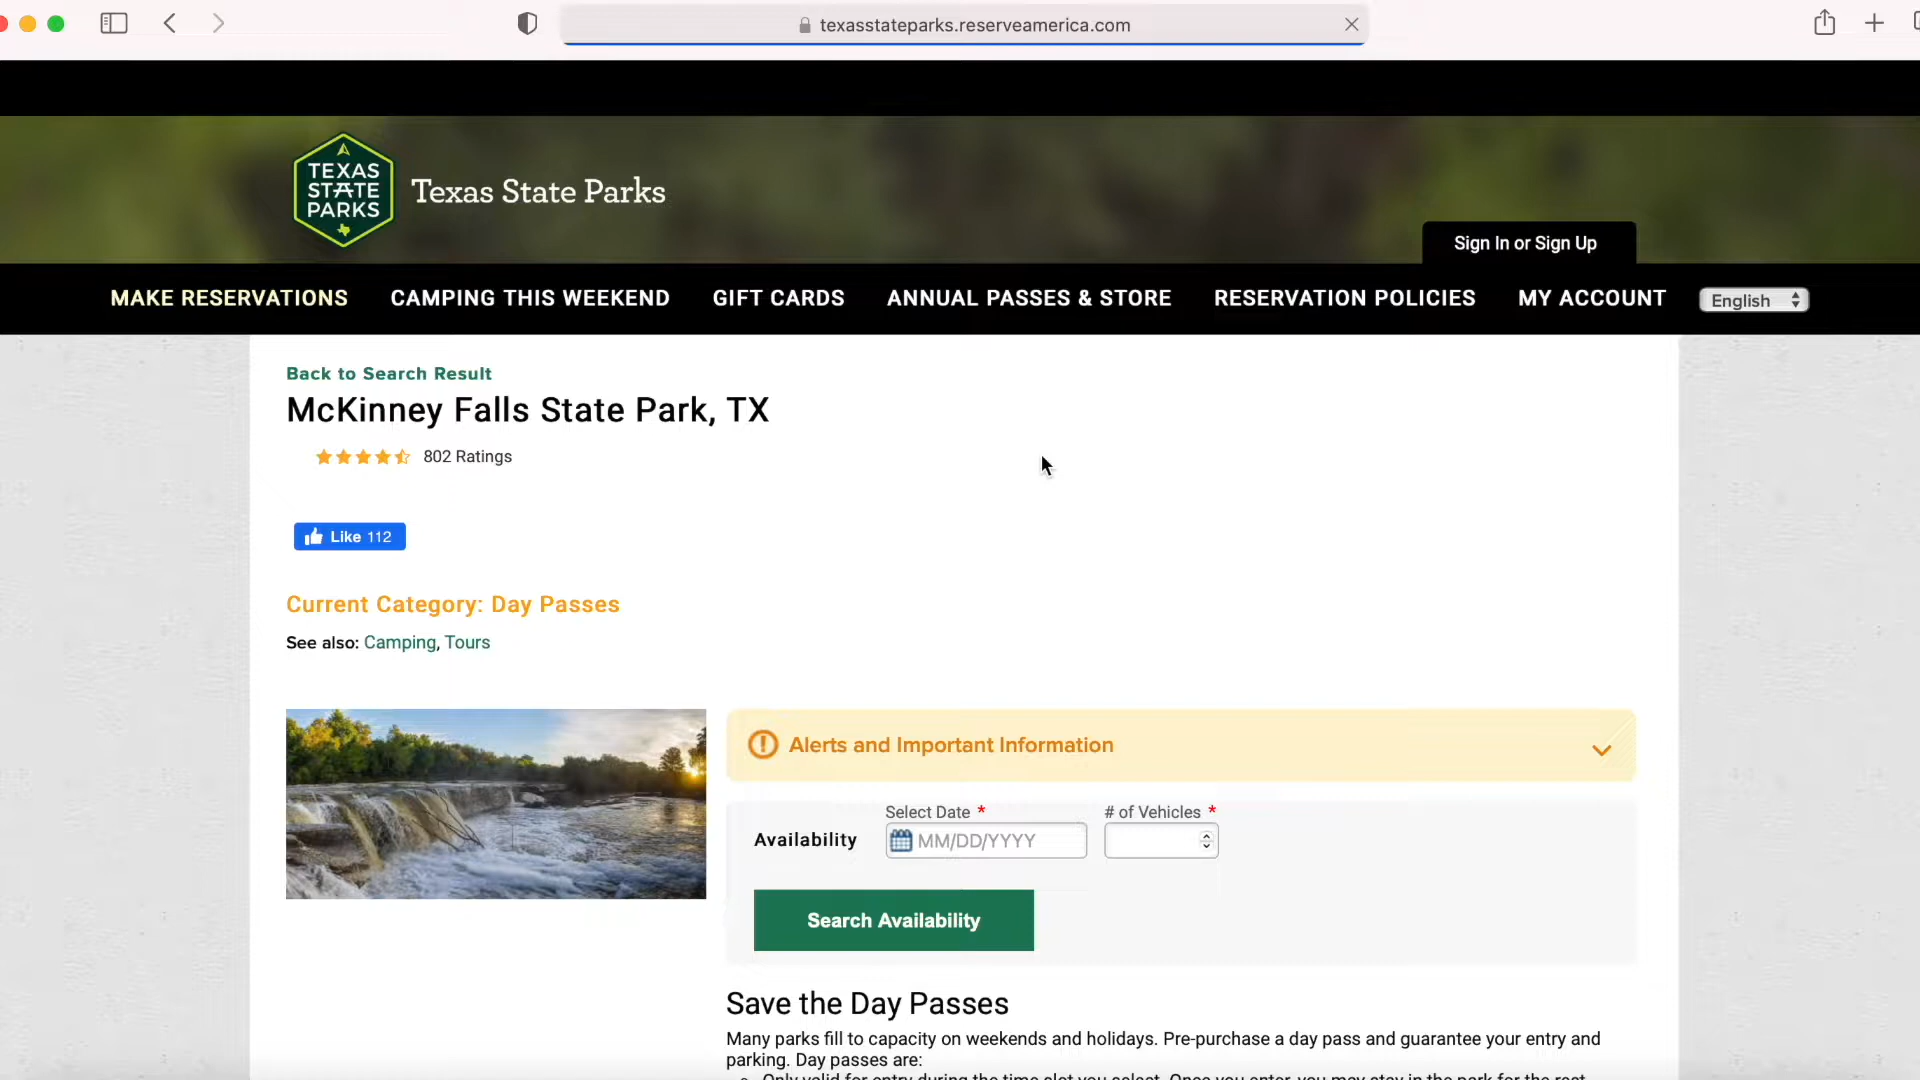 texasstateparks.reserveamerica.com
TEXAS
STATE
PARKS
Texas State Parks
Sign In or Sign Up
MAKE RESERVATIONS CAMPING THIS WEEKEND GIFT CARDS ANNUAL PASSES & STORE RESERVATION POLICIES MY ACCOUNT English
Back to Search Result
McKinney Falls State Park, TX
802 Ratings
Like 112
Current Category: Day Passes
See also: Camping, Tours
Alerts and Important Information
Select Date * # of Vehicles *
Availability MM/DD/YYYY
Search Availability
Save the Day Passes
Many parks fill to capacity on weekends and holidays. Pre-purchase a day pass and guarantee your entry and
parking. Day passes are:
Only valid for entry during the time slot you select. Once you enter, you may stay in the park for the rest